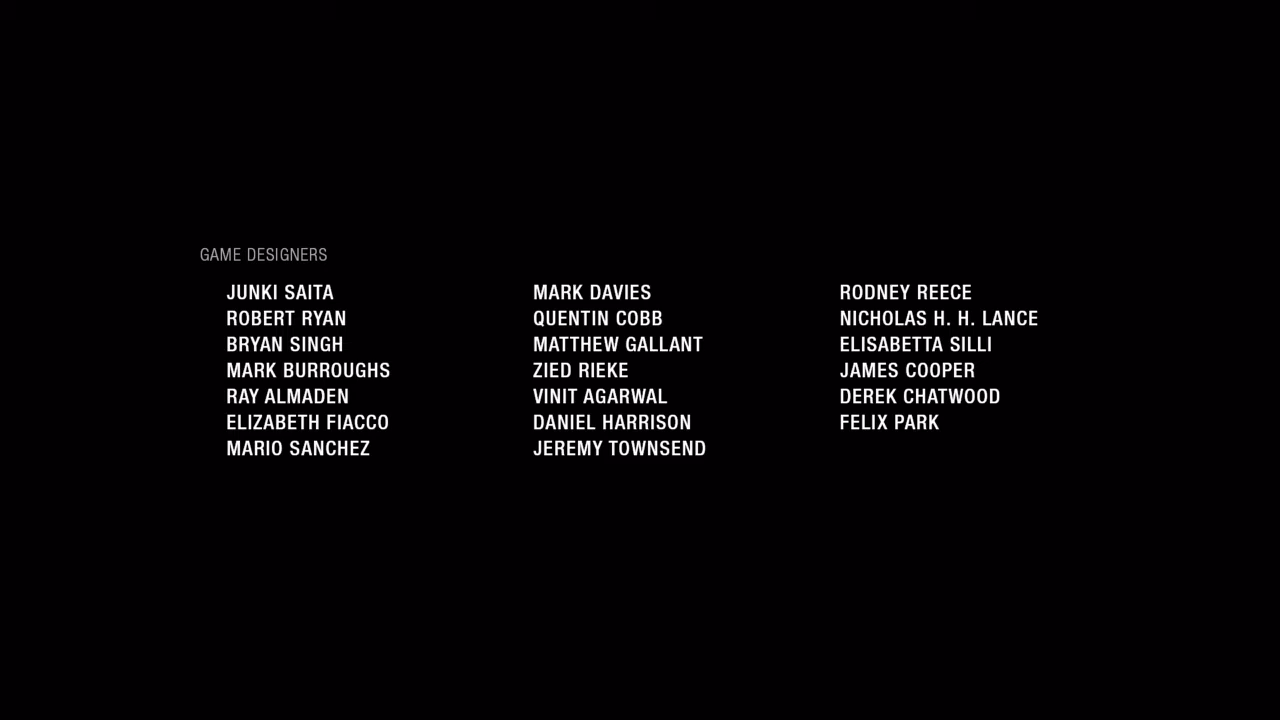 GAME DESIGNERS
JUNKI SAITA
ROBERT RYAN
BRYAN SINGH
MARK BURROUGHS
RAY ALMADEN
ELIZABETH FIACCO
MARIO SANCHEZ
MARK DAVIES
QUENTIN COBB
MATTHEW GALLANT
ZIED RIEKE
VINIT AGARWAL
DANIEL HARRISON
JEREMY TOWNSEND
RODNEY REECE
NICHOLAS H. H. LANCE
ELISABETTA SILLI
JAMES COOPER
DEREK CHATWOOD
FELIX PARK